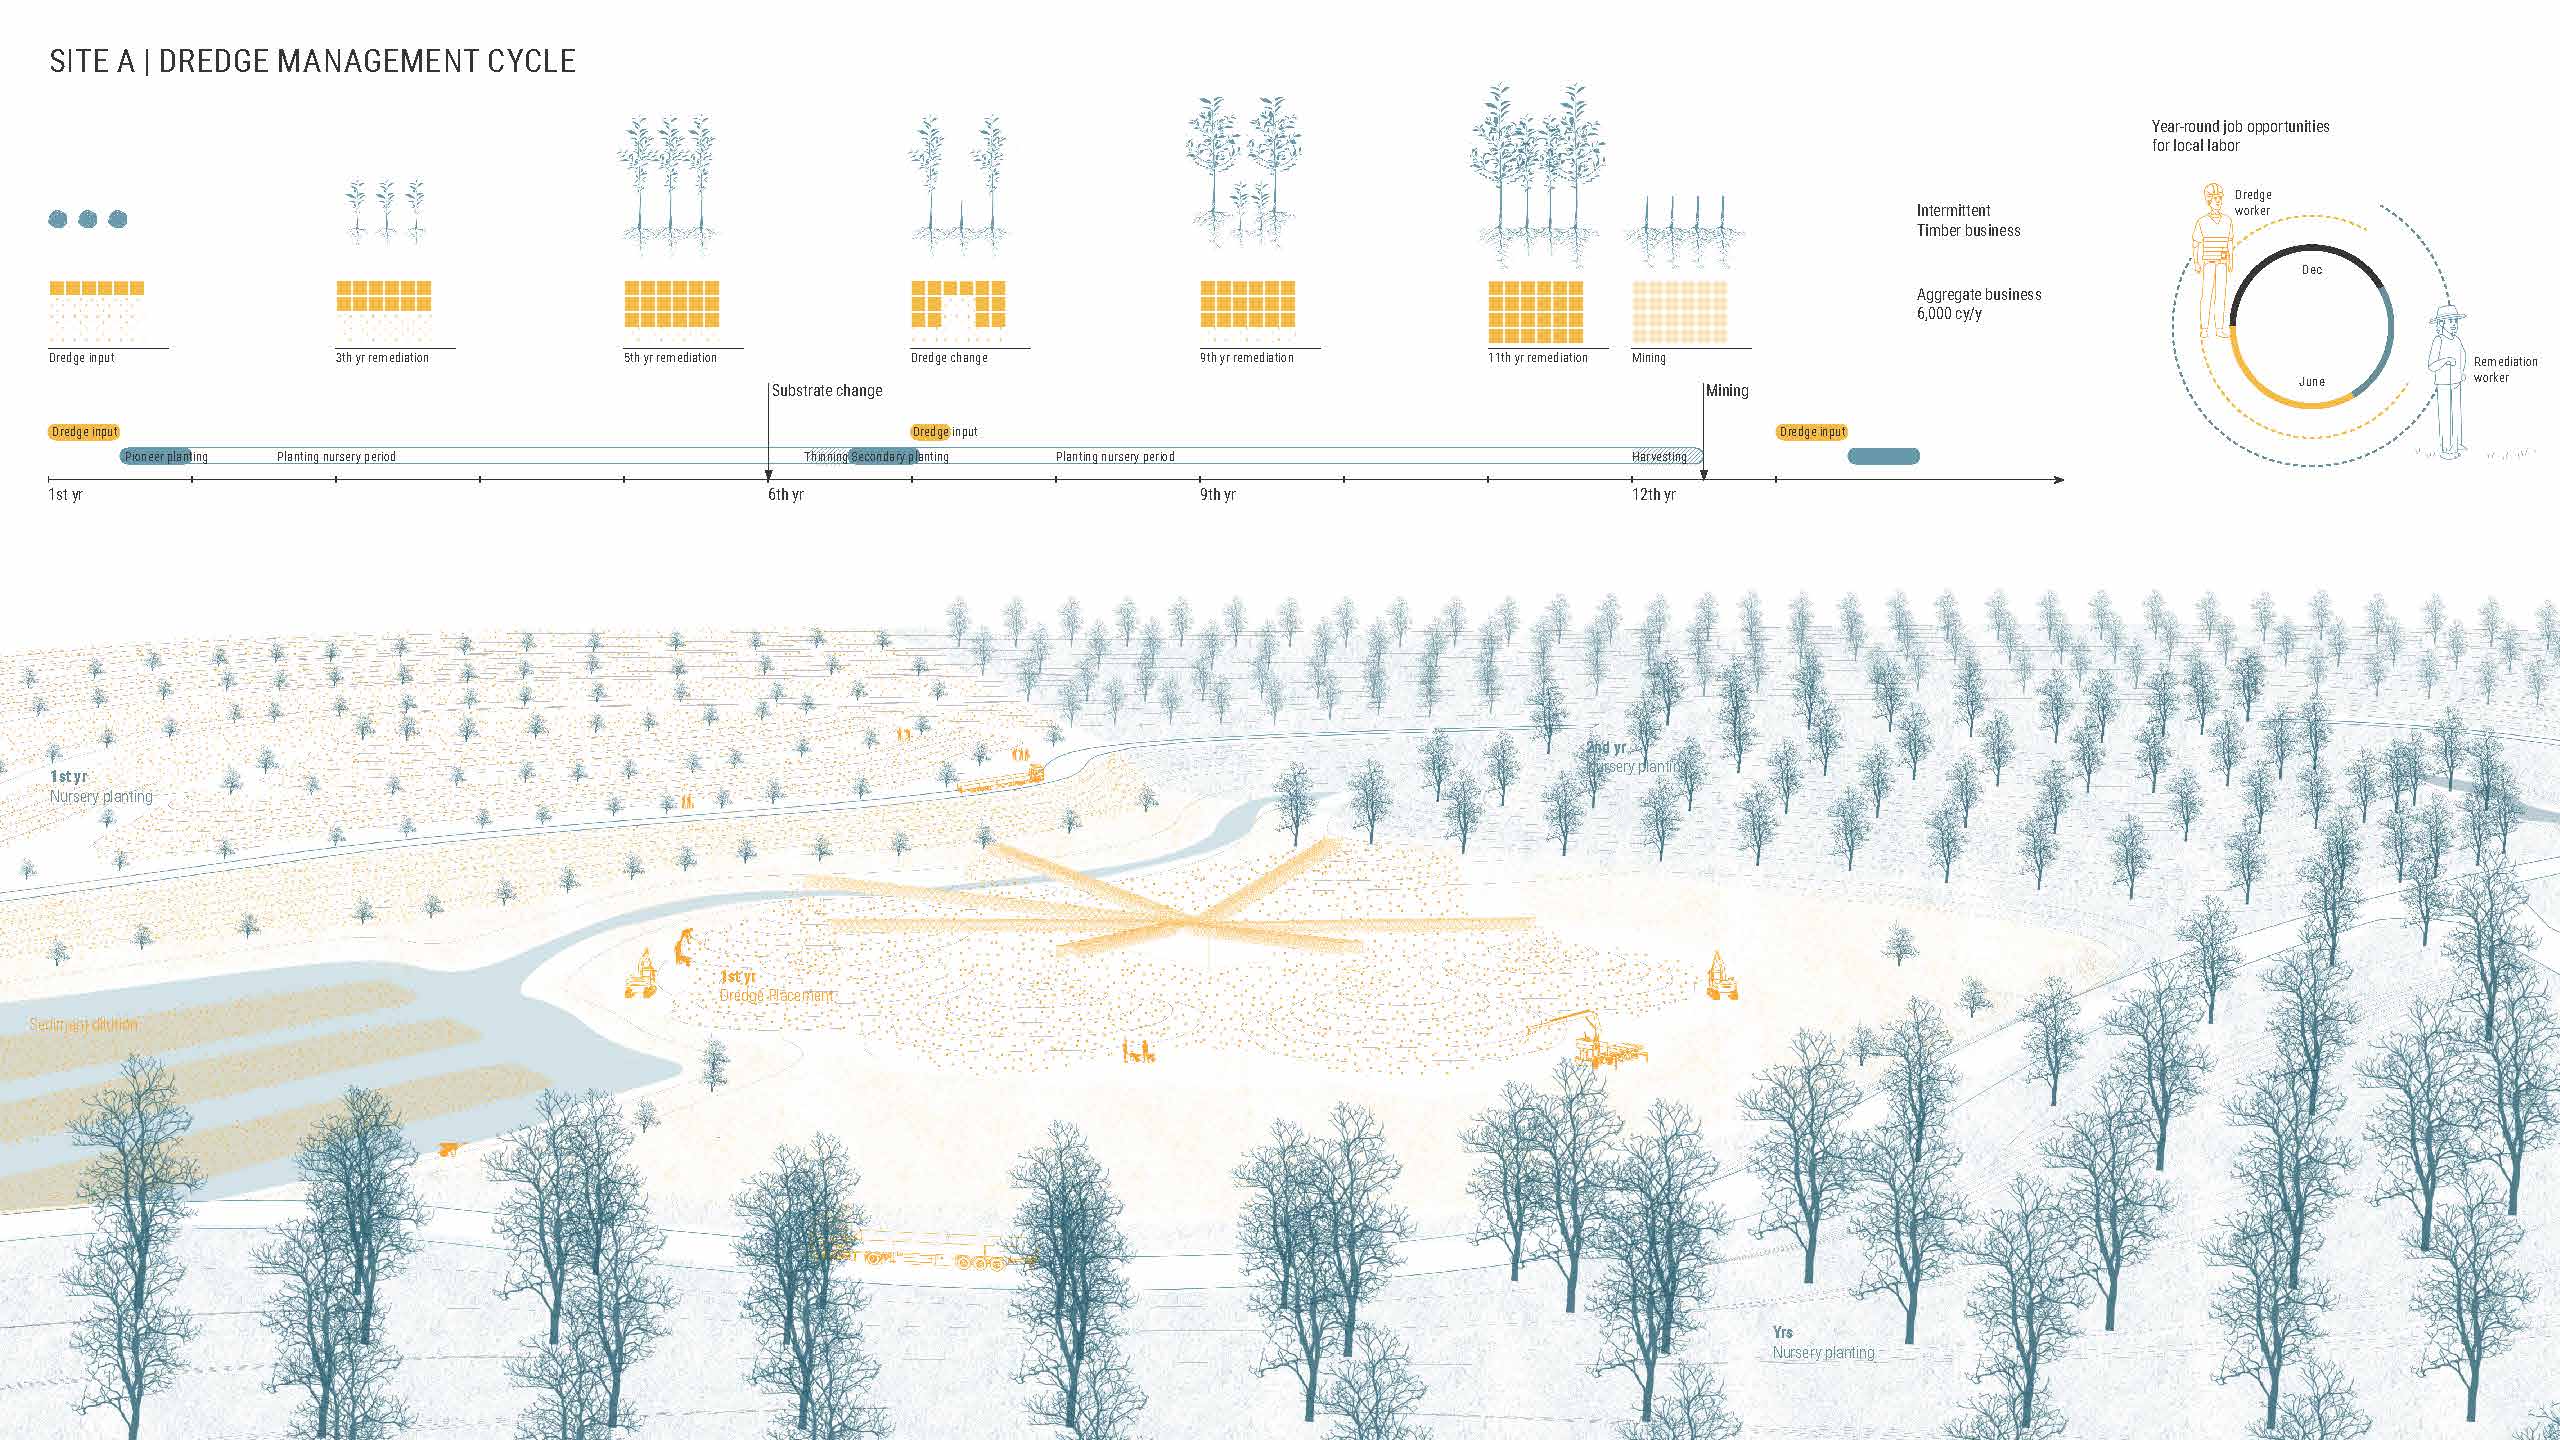 SITE A | DREDGE MANAGEMENT CYCLE
Year-round job opportunities
for local labor
Dredge
worker
Intermittent
Timber business
Dec
Aggregate business
6,000 cy/y
Dredge input
3th yr remediation
5th yr remediation
Dredge change
9th yr remediation
11th yr remediation
Mining
June
Remediation
worker
Substrate change
Mining
Dredge input
Dredge input
Dredge input
Pioneer planting
Planting nursery period
Thinning
Secondary planting
Planting nursery period
Harvesting
1st yr
6th yr
9th yr
12th yr
2nd yr
Nursery planting
1st yr
Nursery planting
1st yr
Dredge Placement
Sediment dilution
Yrs
Nursery planting